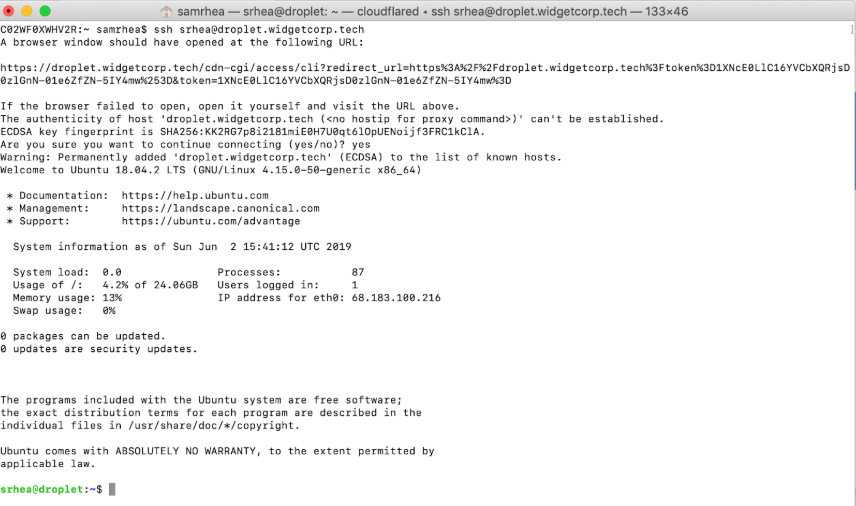 samrhea — srhea@droplet: ~ — cloudflared ◂ ssh srhea@droplet.widgetcorp.tech — 133×46
C02WF0XWHV2R:~ samrhea$ ssh srhea@droplet.widgetcorp.tech
A browser window should have opened at the following URL:
https://droplet.widgetcorp.tech/cdn-cgi/access/cli?redirect_url=https%3A%2F%2Fdroplet.widgetcorp.tech%3Ftoken%3D1XNcE0LlC16YVCbXQRjsD
0zlGnN-01e6ZfZN-5IY4mw%253D&token=1XNcE0LlC16YVCbXQRjsD0zlGnN-01e6ZfZN-5IY4mw%3D
If the browser failed to open, open it yourself and visit the URL above.
The authenticity of host 'droplet.widgetcorp.tech (<no hostip for proxy command>)' can't be established.
ECDSA key fingerprint is SHA256:KK2RG7p8i2181miE0H7U0qt6lOpUENoijf3FRC1kClA.
Are you sure you want to continue connecting (yes/no)? yes
Warning: Permanently added 'droplet.widgetcorp.tech' (ECDSA) to the list of known hosts.
Welcome to Ubuntu 18.04.2 LTS (GNU/Linux 4.15.0-50-generic x86_64)
* Documentation:  https://help.ubuntu.com
* Management:     https://landscape.canonical.com
* Support:        https://ubuntu.com/advantage
System information as of Sun Jun  2 15:41:12 UTC 2019
System load:  0.0               Processes:           87
Usage of /:   4.2% of 24.06GB   Users logged in:     1
Memory usage: 13%               IP address for eth0: 68.183.100.216
Swap usage:   0%
0 packages can be updated.
0 updates are security updates.
The programs included with the Ubuntu system are free software;
the exact distribution terms for each program are described in the
individual files in /usr/share/doc/*/copyright.
Ubuntu comes with ABSOLUTELY NO WARRANTY, to the extent permitted by
applicable law.
srhea@droplet:~$